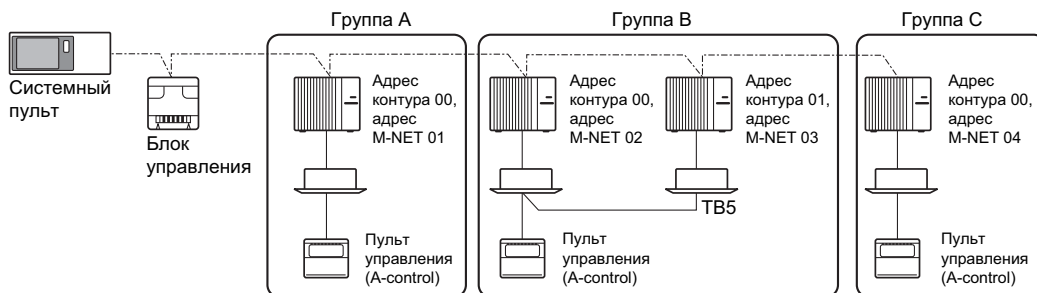 Группа А
Группа В
Группа С
Системный
пульт
Блок
управления
Адрес
контура 00,
адрес
M-NET 01
Адрес
контура 00,
адрес
M-NET 02
Адрес
контура 01,
адрес
M-NET 03
Адрес
контура 00,
адрес
M-NET 04
TB5
Пульт
управления
(A-control)
Пульт
управления
(A-control)
Пульт
управления
(A-control)